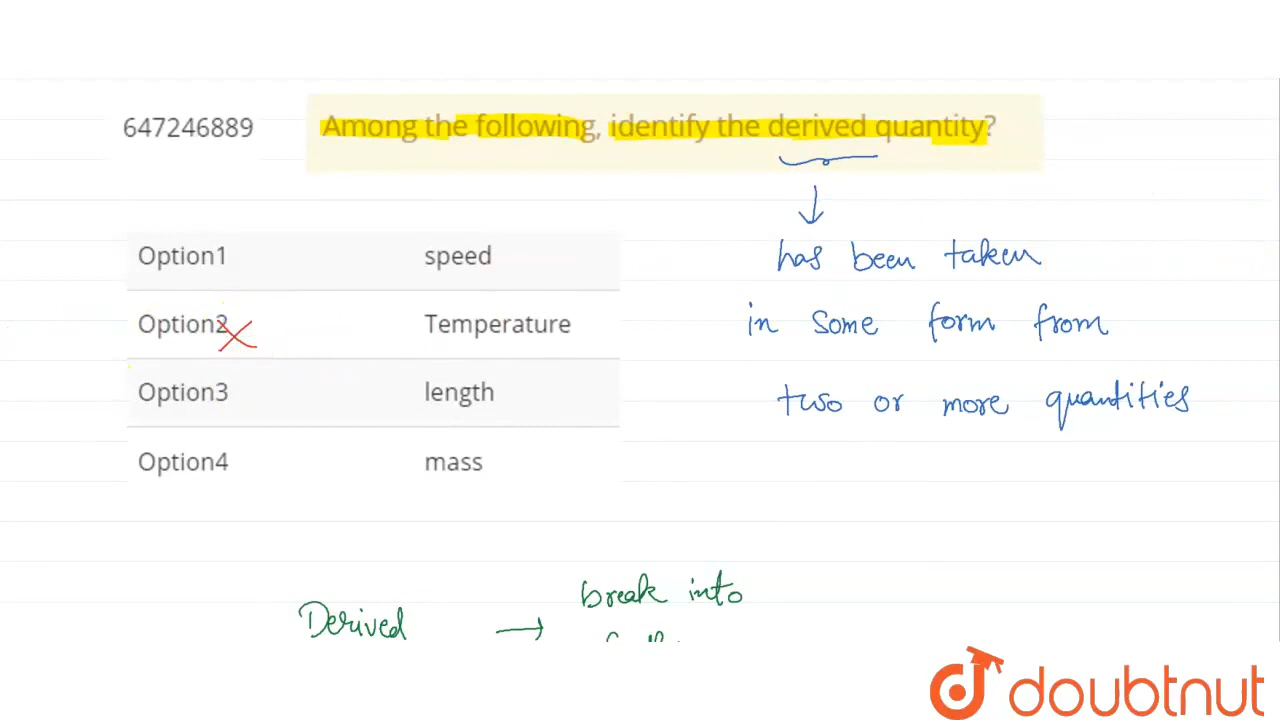 647246889 Among the following, identify the derived quantity?
Option1 speed
has been taken
Option2 Temperature
in some form from
Option3 length
two or more quantities
Option4 mass
break into
Derived
doubtnut